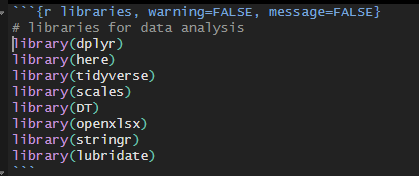 ```{r libraries, warning=FALSE, message=FALSE}
# libraries for data analysis
library(dplyr)
library(here)
library(tidyverse)
library(scales)
library(DT)
library(openxlsx)
library(stringr)
library(lubridate)
```